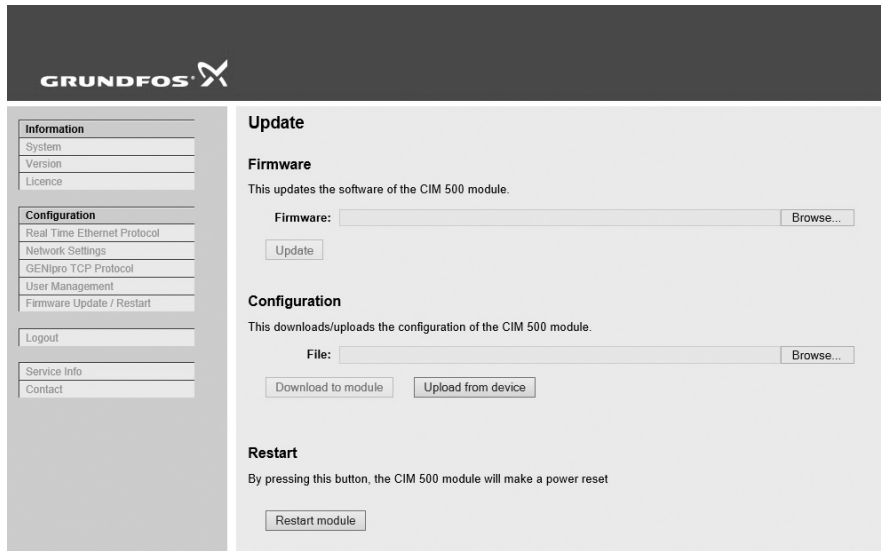 GRUNDFOS
Information
System
Version
Licence
Configuration
Real Time Ethernet Protocol
Network Settings
GENIpro TCP Protocol
User Management
Firmware Update / Restart
Logout
Service Info
Contact
Update
Firmware
This updates the software of the CIM 500 module.
Firmware: Browse...
Update
Configuration
This downloads/uploads the configuration of the CIM 500 module.
File: Browse...
Download to module Upload from device
Restart
By pressing this button, the CIM 500 module will make a power reset
Restart module